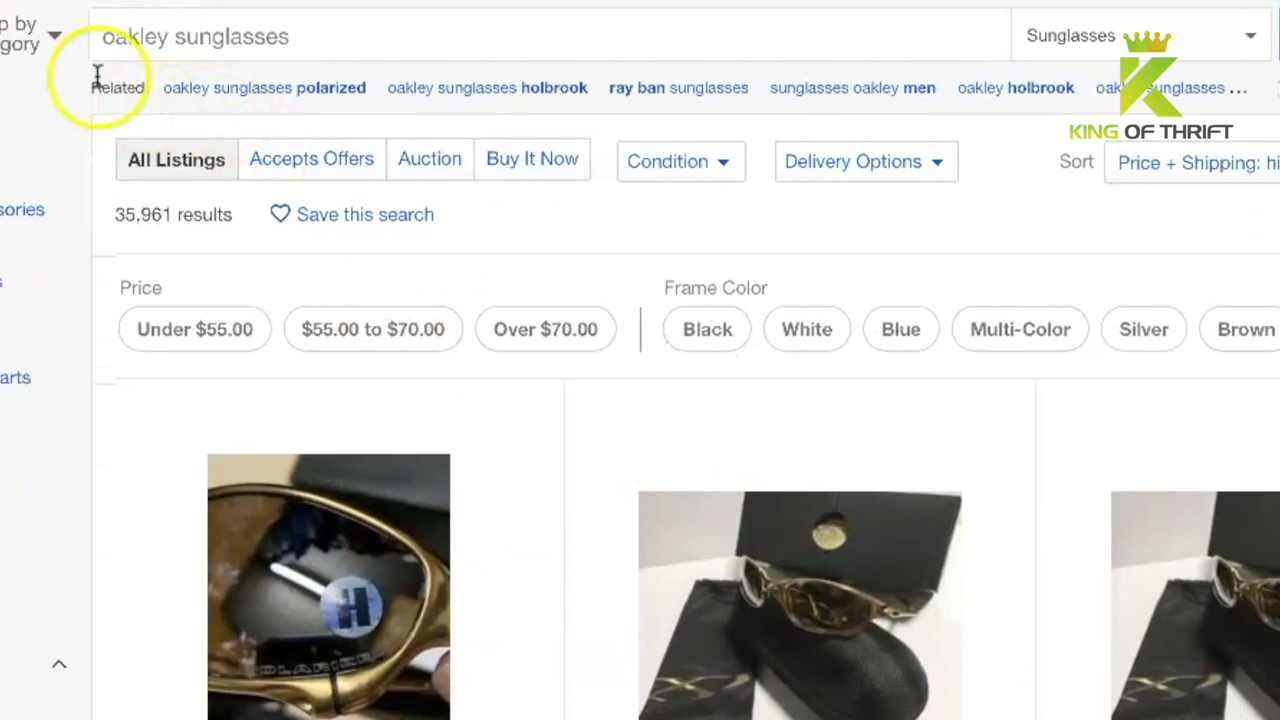 p by
gory
oakley sunglasses
Sunglasses
Related: oakley sunglasses polarized oakley sunglasses holbrook ray ban sunglasses sunglasses oakley men oakley holbrook sunglasses ...
KING OF THRIFT
All Listings Accepts Offers Auction Buy It Now Condition Delivery Options Sort Price + Shipping: hi
sories
35,961 results Save this search
s
Price Frame Color
Under $55.00 $55.00 to $70.00 Over $70.00 Black White Blue Multi-Color Silver Brown
arts
H
POLARIZED